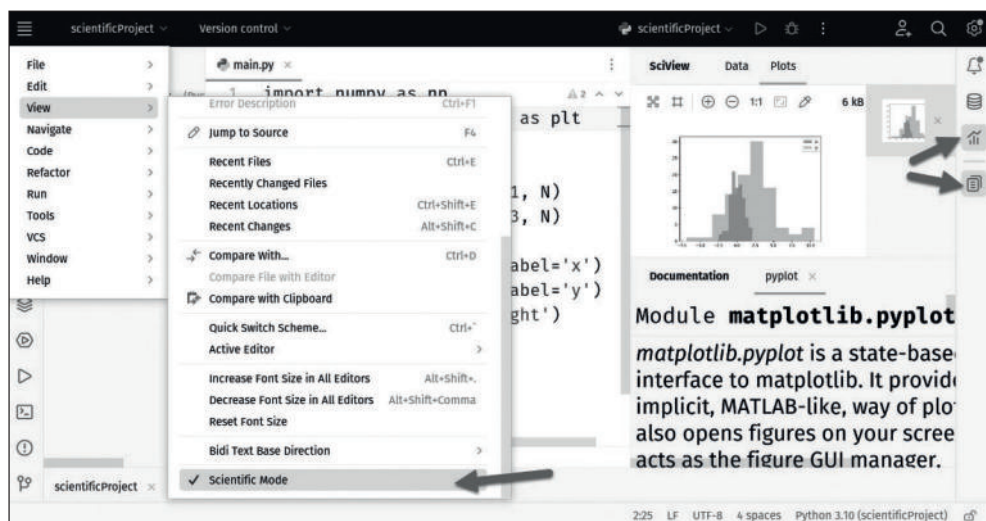 scientificProject
Version control
scientificProject
File
Edit
View
Navigate
Code
Refactor
Run
Tools
VCS
Window
Help
main.py
1 import numpy as np
as plt
1, N)
3, N)
abel='x')
abel='y')
ght')
2
Error Description Ctrl+F1
Jump to Source F4
Recent Files Ctrl+E
Recently Changed Files
Recent Locations Ctrl+Shift+E
Recent Changes Alt+Shift+C
Compare With... Ctrl+D
Compare File with Editor
Compare with Clipboard
Quick Switch Scheme... Ctrl+`
Active Editor
Increase Font Size in All Editors Alt+Shift+.
Decrease Font Size in All Editors Alt+Shift+Comma
Reset Font Size
Bidi Text Base Direction
Scientific Mode
SciView Data Plots
1:1 6 kB
Documentation pyplot
Module matplotlib.pyplot
matplotlib.pyplot is a state-base
interface to matplotlib. It provide
implicit, MATLAB-like, way of plo
also opens figures on your scree
acts as the figure GUI manager.
scientificProject
2:25 LF UTF-8 4 spaces Python 3.10 (scientificProject)